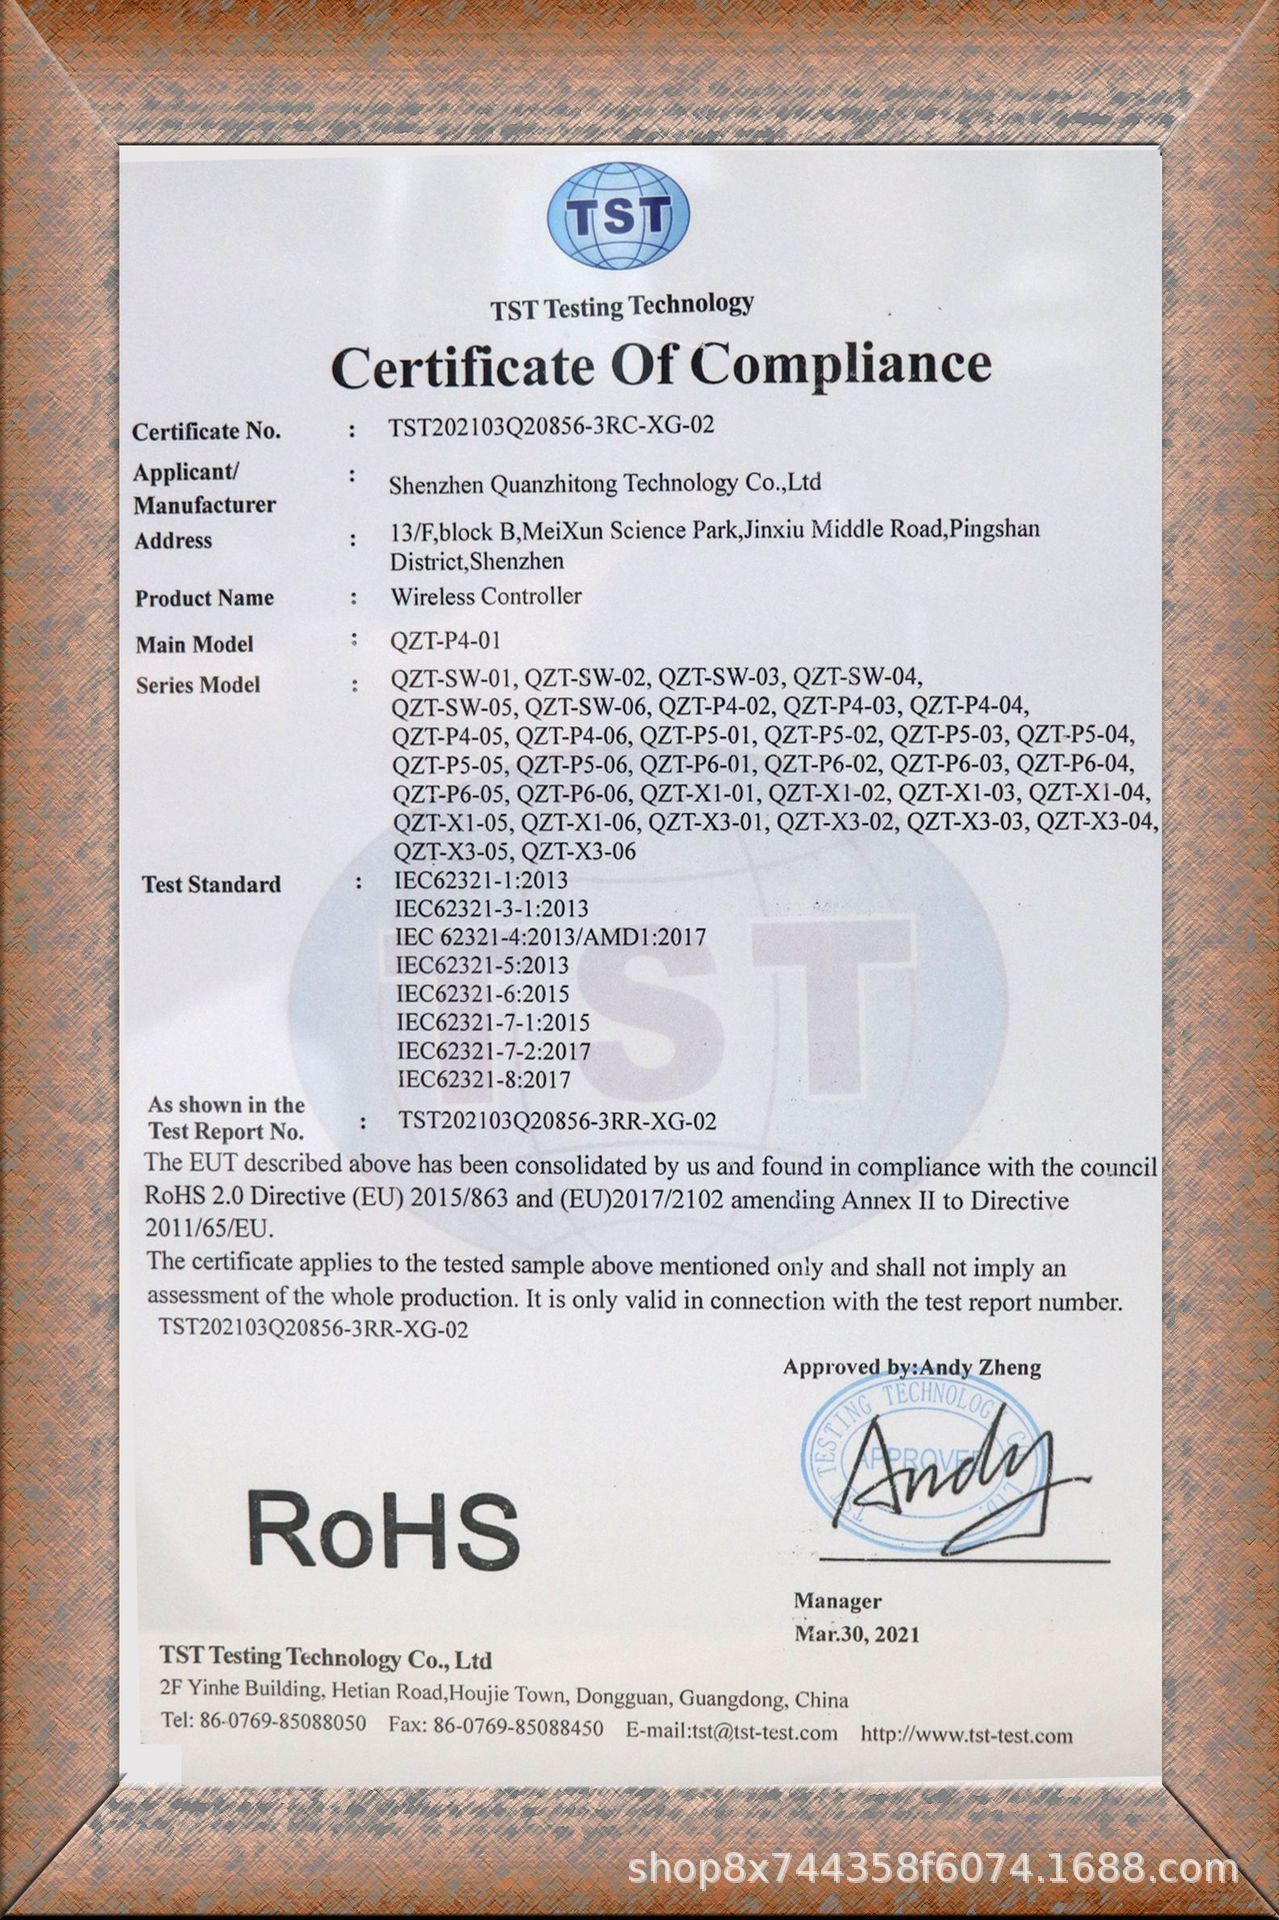 TST
TST Testing Technology
Certificate Of Compliance
Certificate No. : TST202103Q20856-3RC-XG-02
Applicant/
Manufacturer : Shenzhen Quanzhitong Technology Co.,Ltd
Address : 13/F,block B,MeiXun Science Park,Jinxiu Middle Road,Pingshan
District,Shenzhen
Product Name : Wireless Controller
Main Model : QZT-P4-01
Series Model : QZT-SW-01, QZT-SW-02, QZT-SW-03, QZT-SW-04,
QZT-SW-05, QZT-SW-06, QZT-P4-02, QZT-P4-03, QZT-P4-04,
QZT-P4-05, QZT-P4-06, QZT-P5-01, QZT-P5-02, QZT-P5-03, QZT-P5-04,
QZT-P5-05, QZT-P5-06, QZT-P6-01, QZT-P6-02, QZT-P6-03, QZT-P6-04,
QZT-P6-05, QZT-P6-06, QZT-X1-01, QZT-X1-02, QZT-X1-03, QZT-X1-04,
QZT-X1-05, QZT-X1-06, QZT-X3-01, QZT-X3-02, QZT-X3-03, QZT-X3-04,
QZT-X3-05, QZT-X3-06
Test Standard : IEC62321-1:2013
IEC62321-3-1:2013
IEC 62321-4:2013/AMD1:2017
IEC62321-5:2013
IEC62321-6:2015
IEC62321-7-1:2015
IEC62321-7-2:2017
IEC62321-8:2017
TST
As shown in the
Test Report No. : TST202103Q20856-3RR-XG-02
The EUT described above has been consolidated by us and found in compliance with the council
RoHS 2.0 Directive (EU) 2015/863 and (EU)2017/2102 amending Annex II to Directive
2011/65/EU.
The certificate applies to the tested sample above mentioned only and shall not imply an
assessment of the whole production. It is only valid in connection with the test report number.
TST202103Q20856-3RR-XG-02
Approved by:Andy Zheng
TST TESTING TECHNOLOGY CO. LTD.
APPROVED
Andy
RoHS
Manager
Mar.30, 2021
TST Testing Technology Co., Ltd
2F Yinhe Building, Hetian Road,Houjie Town, Dongguan, Guangdong, China
Tel: 86-0769-85088050 Fax: 86-0769-85088450 E-mail:tst@tst-test.com http://www.tst-test.com
shop8x744358f6074.1688.com